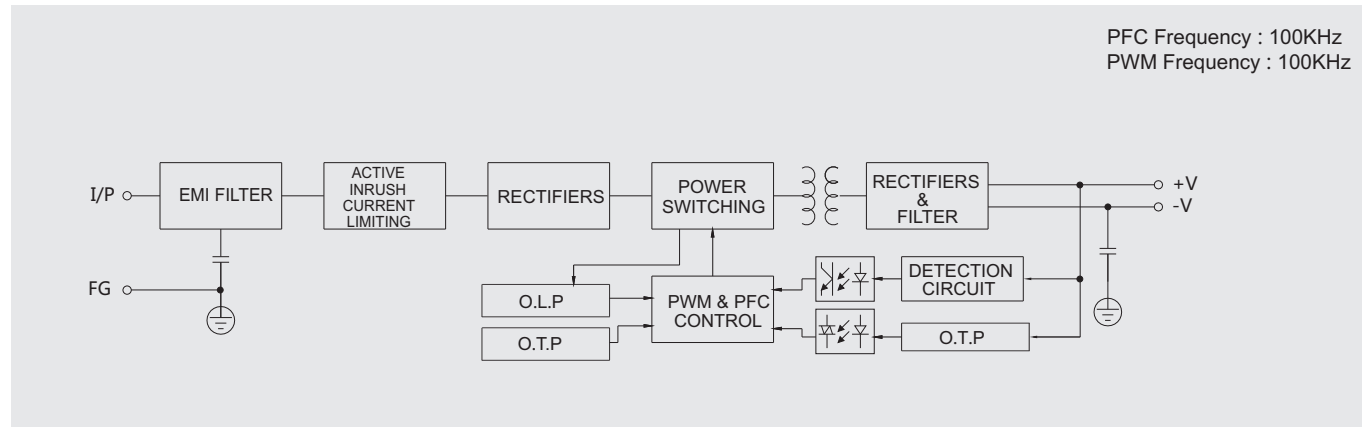 PFC Frequency : 100KHz
PWM Frequency : 100KHz
I/P
EMI FILTER
ACTIVE
INRUSH
CURRENT
LIMITING
RECTIFIERS
POWER
SWITCHING
RECTIFIERS
&
FILTER
+V
-V
FG
O.L.P
O.T.P
PWM & PFC
CONTROL
DETECTION
CIRCUIT
O.T.P